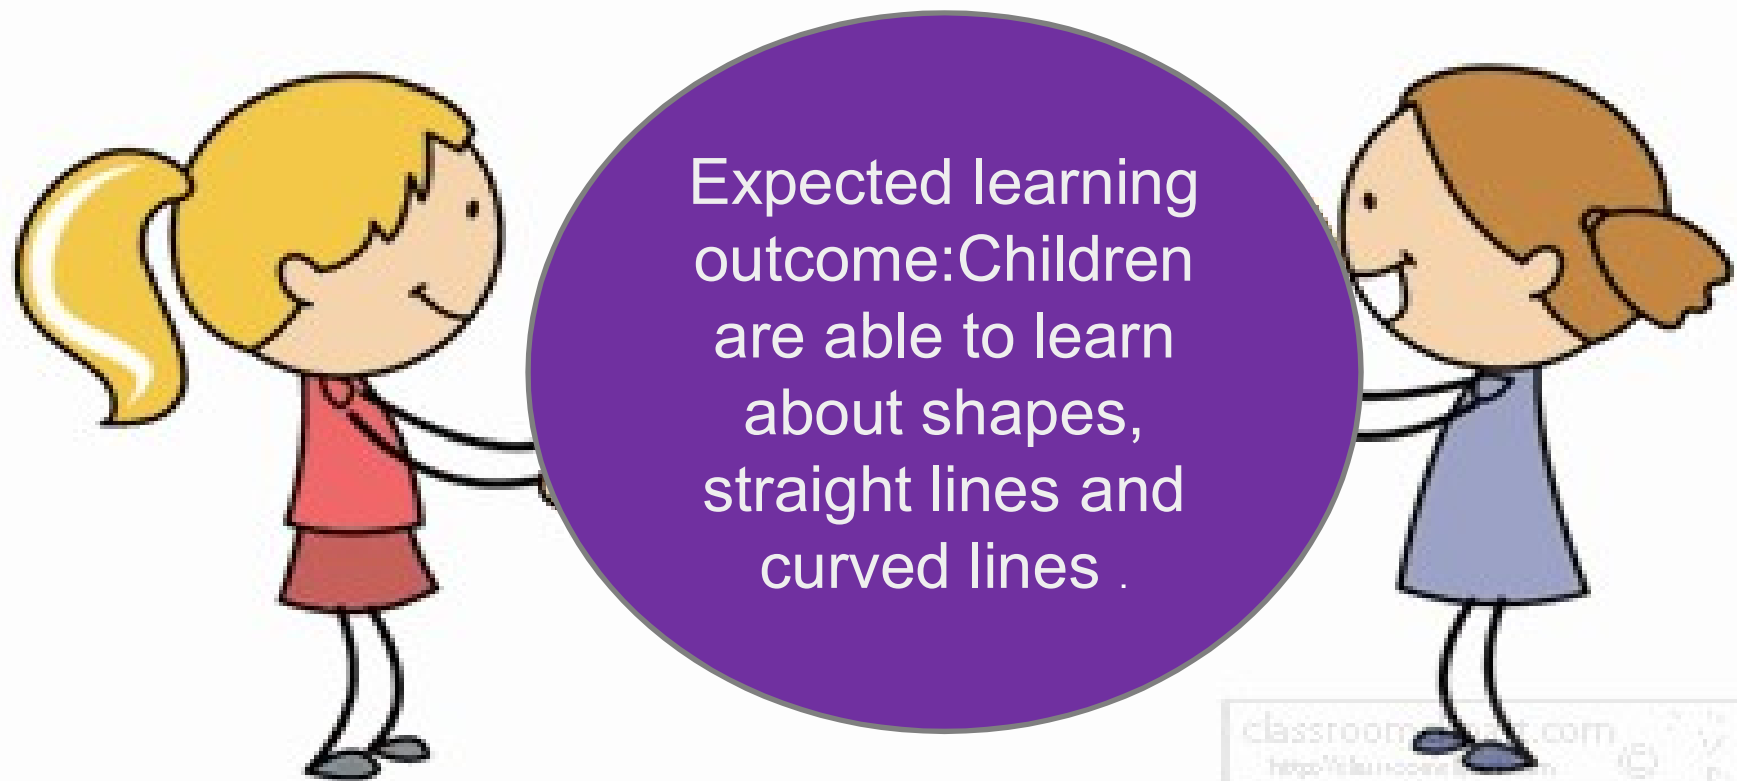 Expected learning
outcome:Children
are able to learn
about shapes,
straight lines and
curved lines .